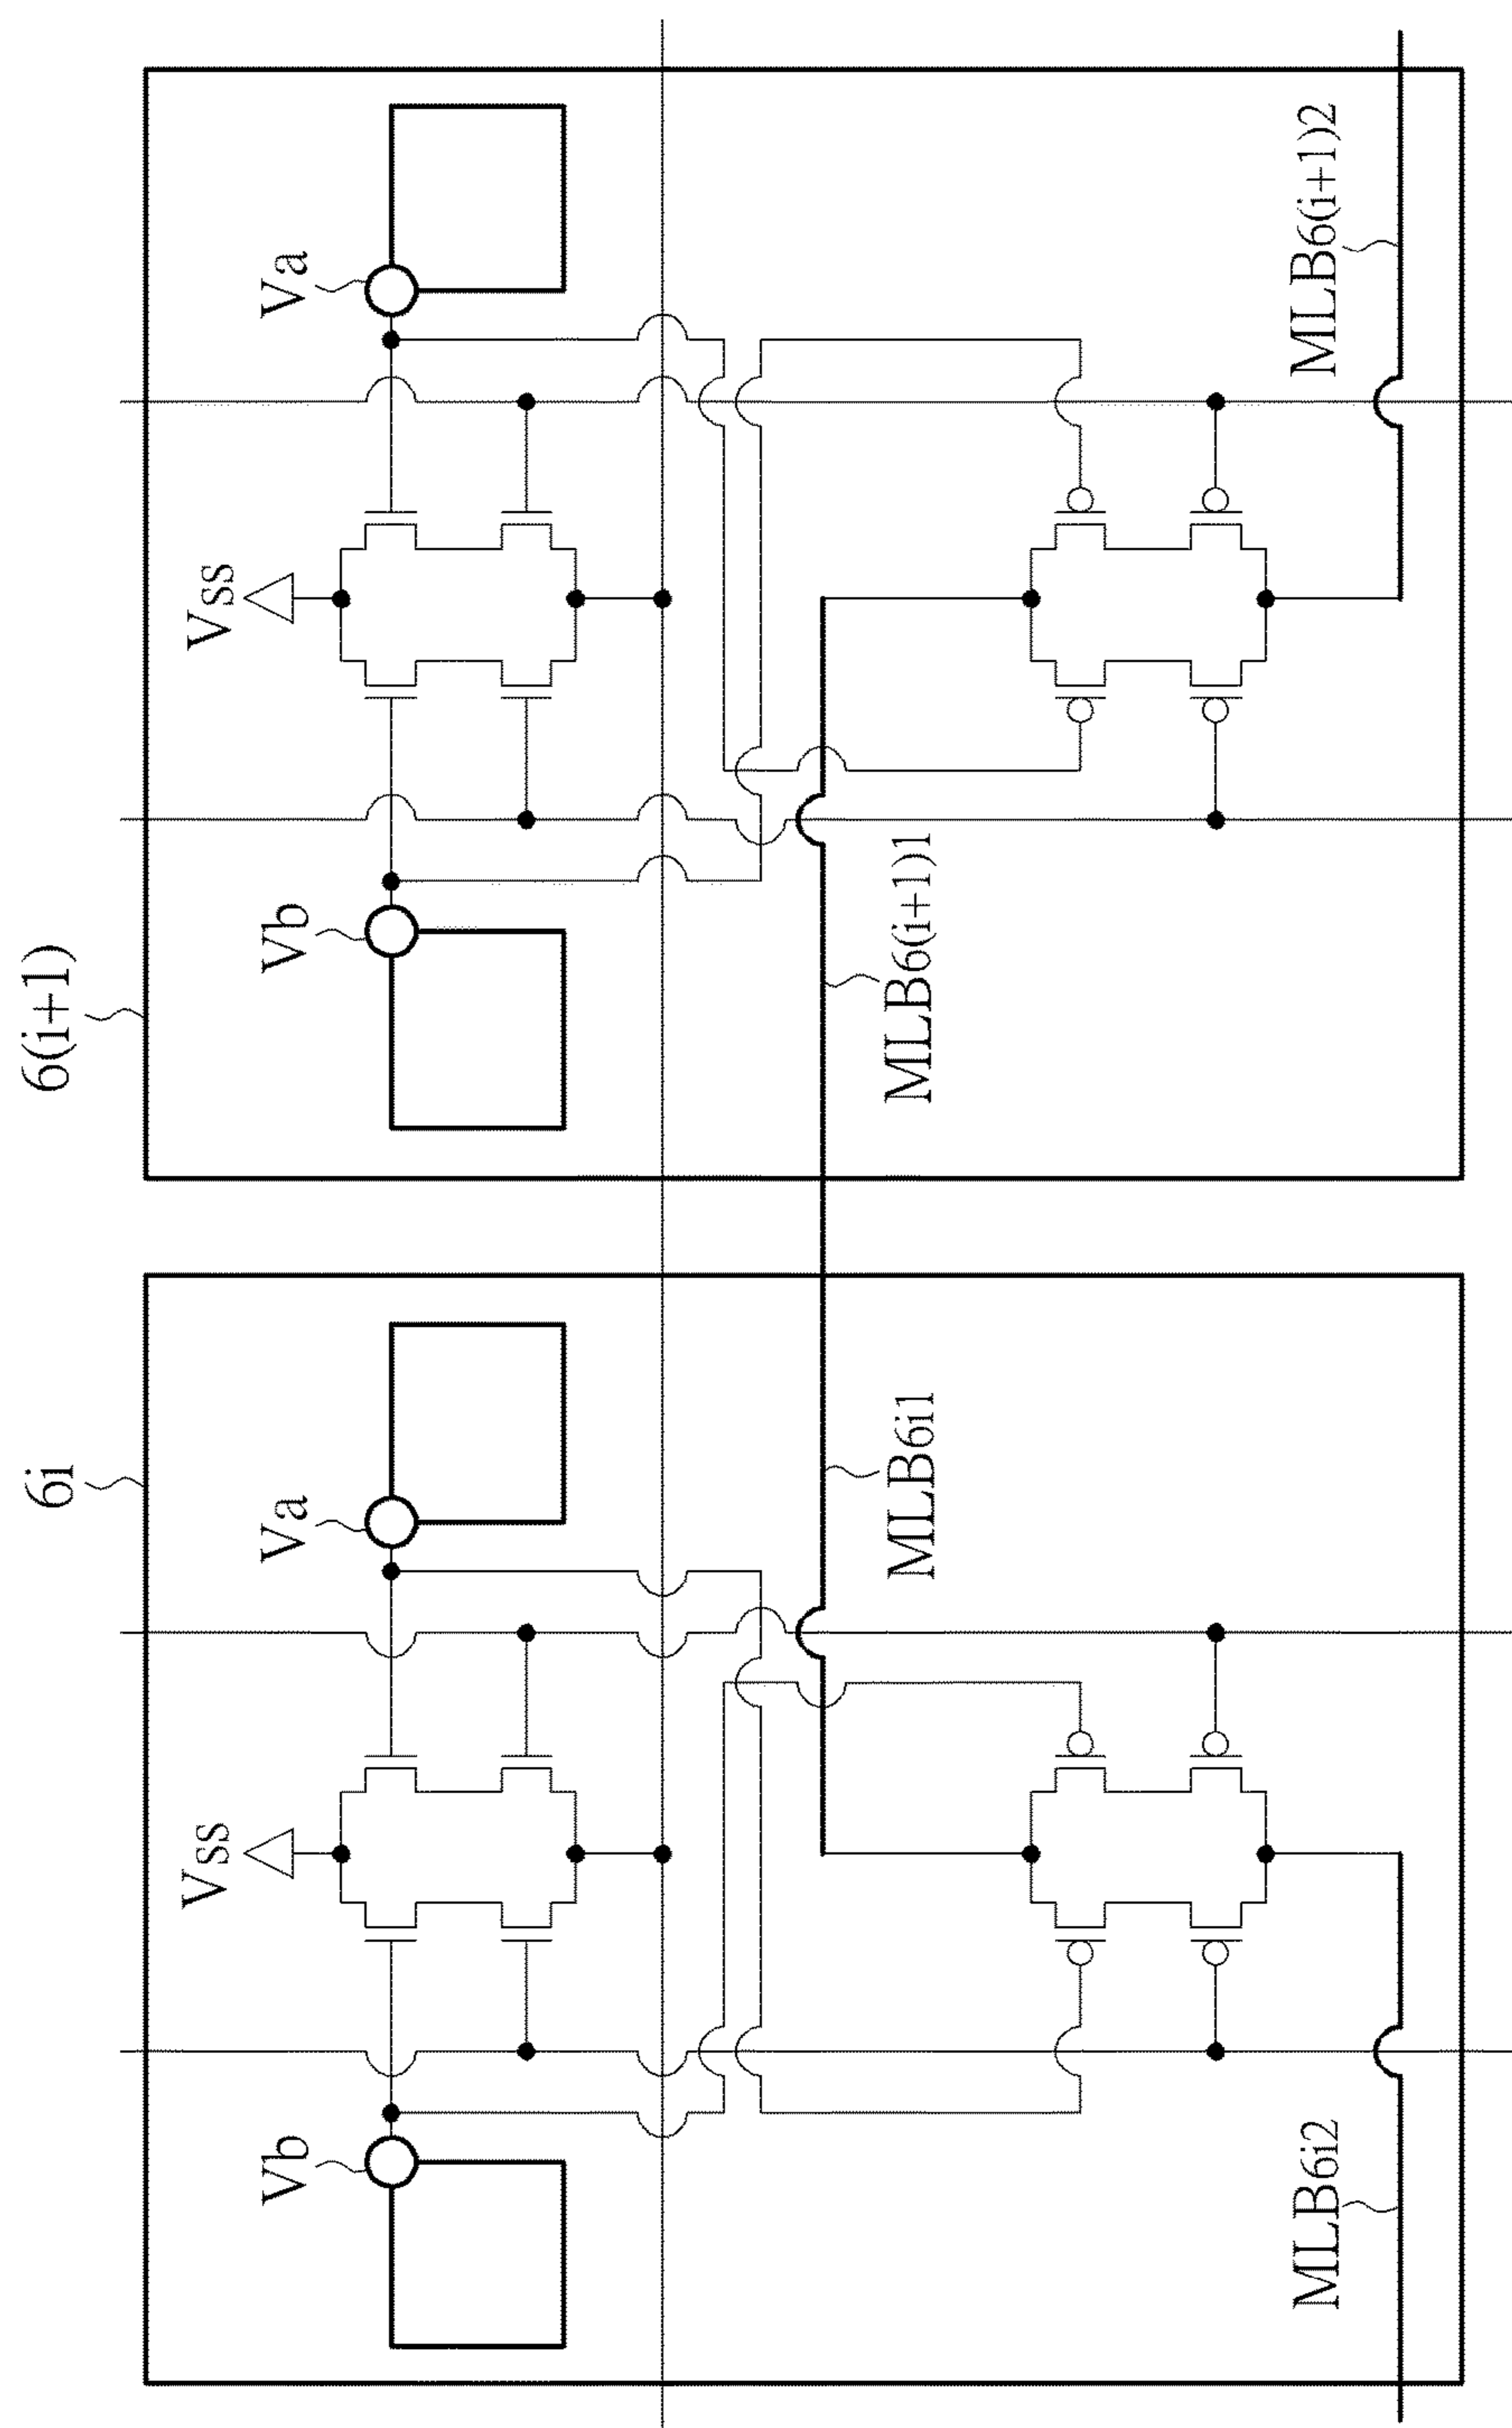 6i
6(i+1)
Vb
Vss
Va
Vb
Vss
Va
MLB6i1
MLB6(i+1)1
MLB6i2
MLB6(i+1)2